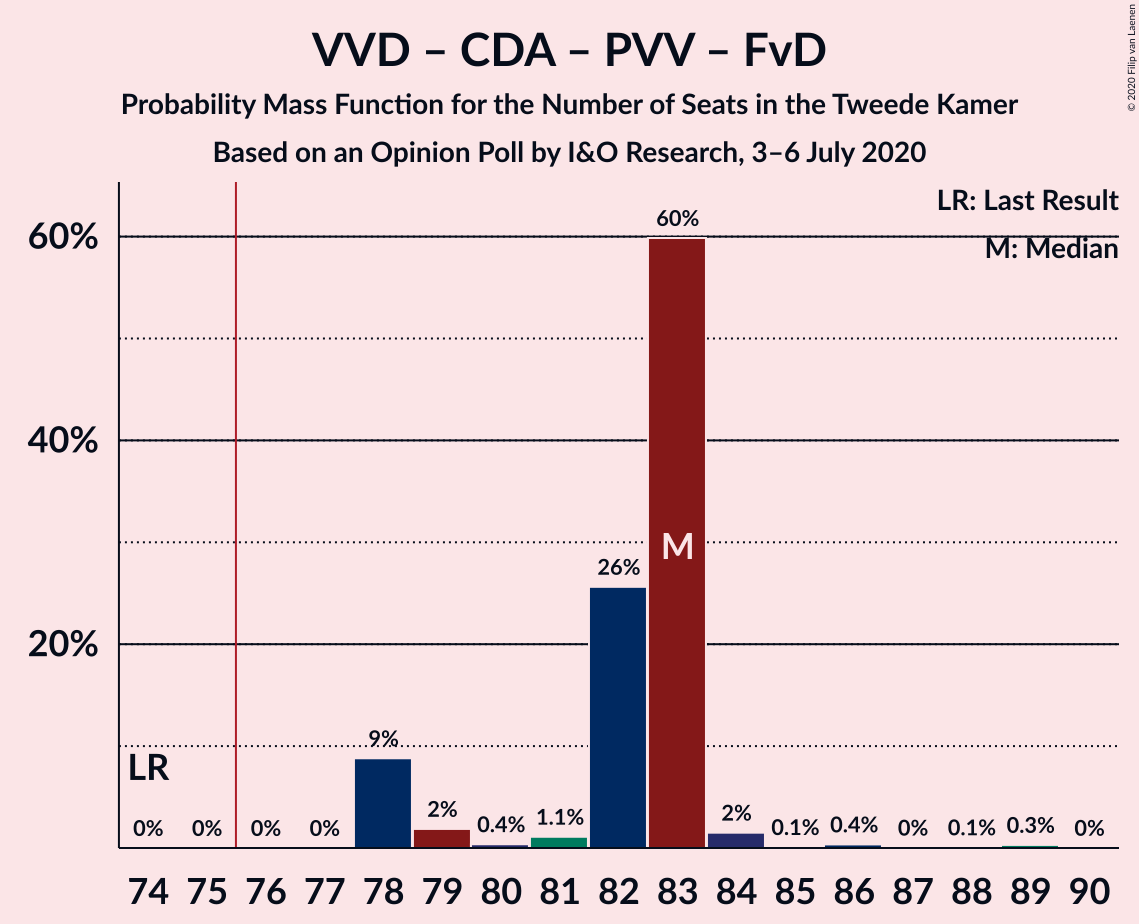 VVD – CDA – PVV – FvD
Probability Mass Function for the Number of Seats in the Tweede Kamer
Based on an Opinion Poll by I&O Research, 3–6 July 2020
© 2020 Filip van Laenen
LR: Last Result
M: Median
60%
40%
20%
60%
M
26%
9%
LR
0% 0% 0% 0% 2% 0.4% 1.1% 2% 0.1% 0.4% 0% 0.1% 0.3% 0%
74 75 76 77 78 79 80 81 82 83 84 85 86 87 88 89 90